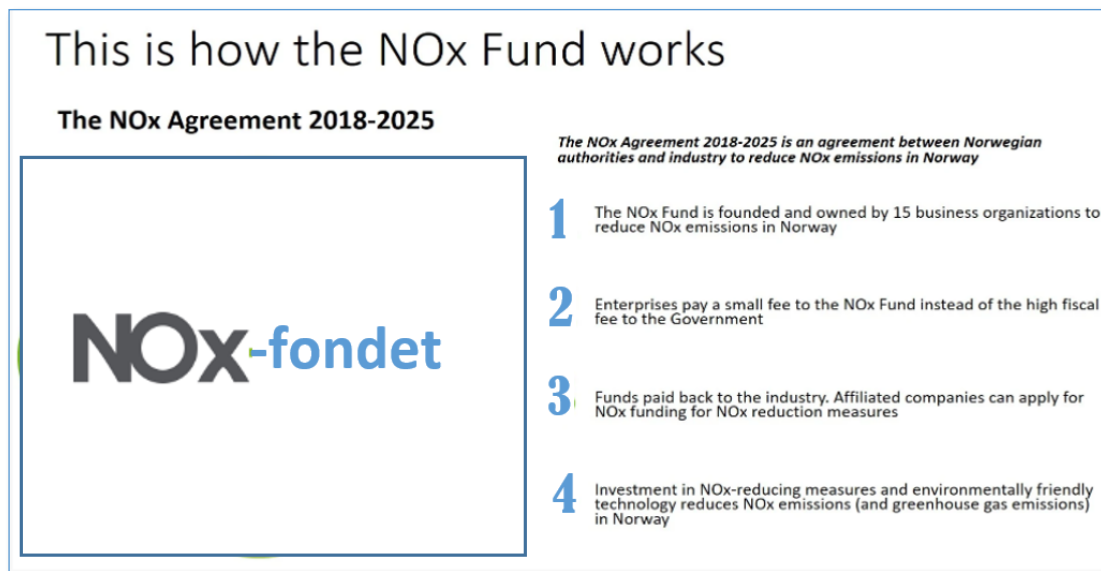 This is how the NOx Fund works
The NOx Agreement 2018-2025
NOx-fondet
The NOx Agreement 2018-2025 is an agreement between Norwegian
authorities and industry to reduce NOx emissions in Norway
1
The NOx Fund is founded and owned by 15 business organizations to
reduce NOx emissions in Norway
2
Enterprises pay a small fee to the NOx Fund instead of the high fiscal
fee to the Government
3
Funds paid back to the industry. Affiliated companies can apply for
NOx funding for NOx reduction measures
4
Investment in NOx-reducing measures and environmentally friendly
technology reduces NOx emissions (and greenhouse gas emissions)
in Norway